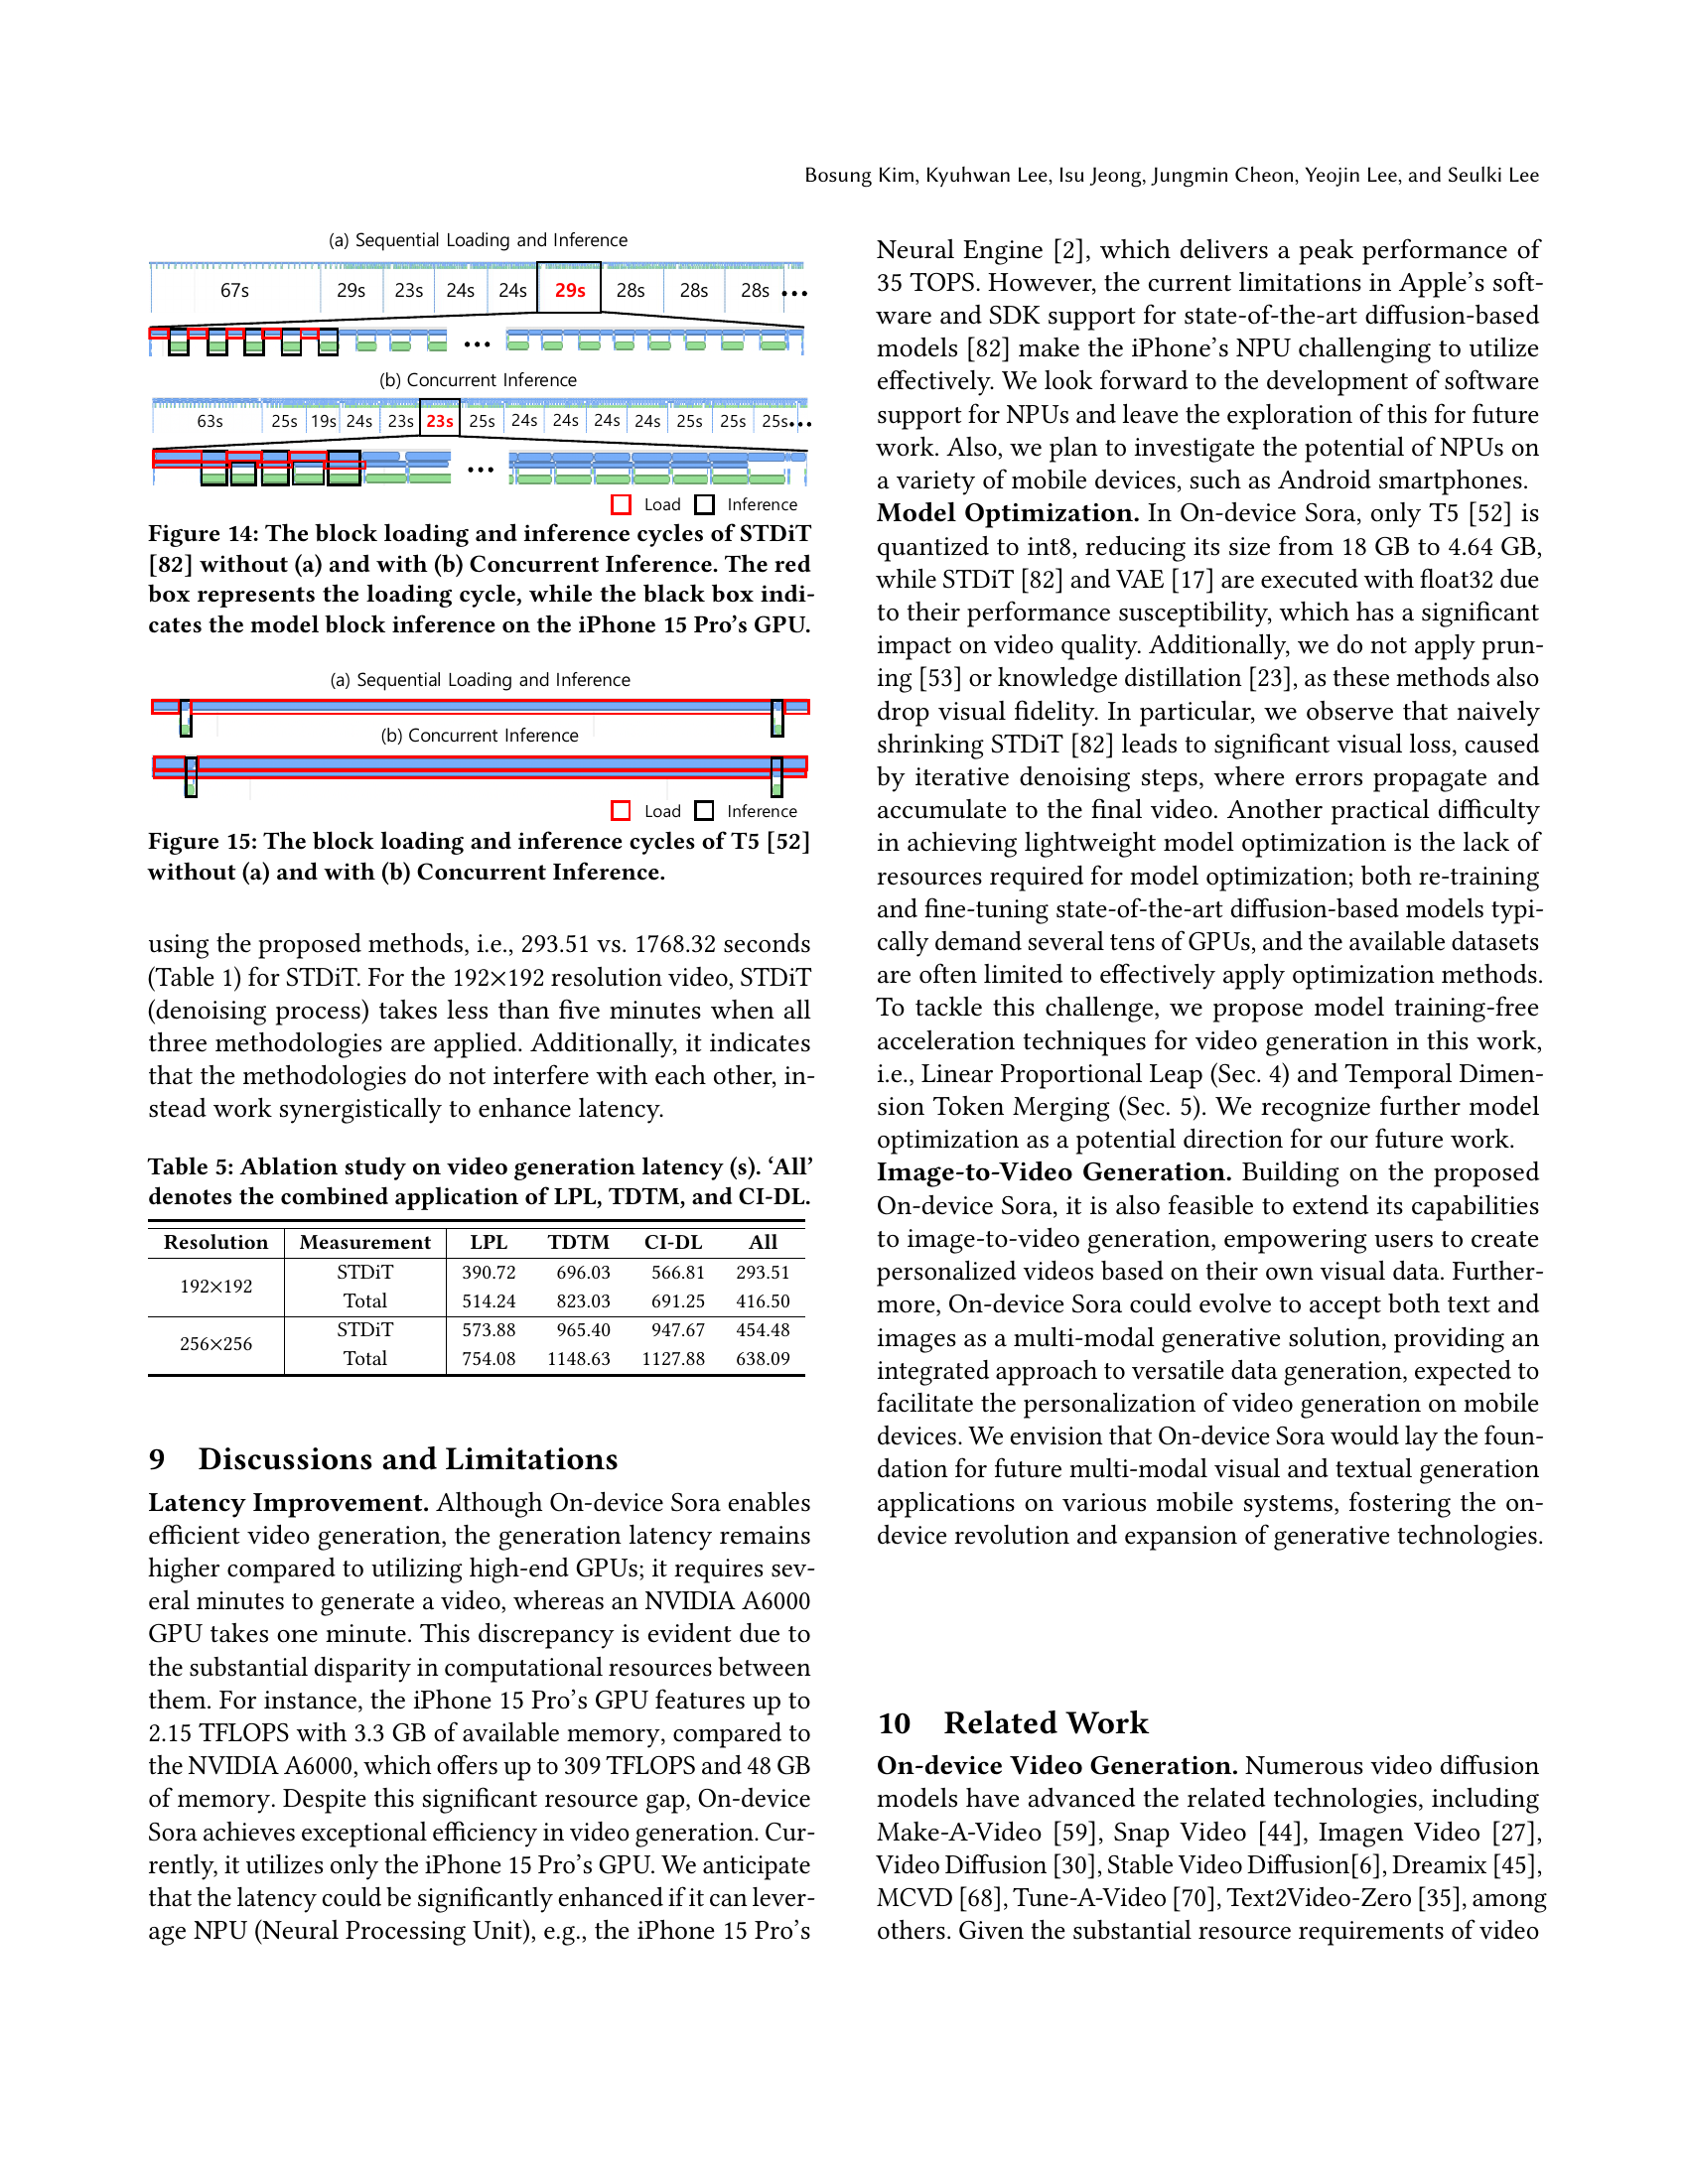 Bosung Kim, Kyuhwan Lee, Isu Jeong, Jungmin Cheon, Yeojin Lee, and Seulki Lee
(a) Sequential Loading and Inference
67s 29s 23s 24s 24s 29s 28s 28s 28s ...
...
(b) Concurrent Inference
63s 25s 19s 24s 23s 23s 25s 24s 24s 24s 24s 25s 25s 25s...
...
Load Inference
Figure 14: The block loading and inference cycles of STDiT
[82] without (a) and with (b) Concurrent Inference. The red
box represents the loading cycle, while the black box indi-
cates the model block inference on the iPhone 15 Pro's GPU.
(a) Sequential Loading and Inference
(b) Concurrent Inference
Load Inference
Figure 15: The block loading and inference cycles of T5 [52]
without (a) and with (b) Concurrent Inference.
using the proposed methods, i.e., 293.51 vs. 1768.32 seconds
(Table 1) for STDiT. For the 192×192 resolution video, STDiT
(denoising process) takes less than five minutes when all
three methodologies are applied. Additionally, it indicates
that the methodologies do not interfere with each other, in-
stead work synergistically to enhance latency.
Table 5: Ablation study on video generation latency (s). 'All'
denotes the combined application of LPL, TDTM, and CI-DL.
Resolution Measurement LPL TDTM CI-DL All
192×192 STDiT 390.72 696.03 566.81 293.51
Total 514.24 823.03 691.25 416.50
256×256 STDiT 573.88 965.40 947.67 454.48
Total 754.08 1148.63 1127.88 638.09
9 Discussions and Limitations
Latency Improvement. Although On-device Sora enables
efficient video generation, the generation latency remains
higher compared to utilizing high-end GPUs; it requires sev-
eral minutes to generate a video, whereas an NVIDIA A6000
GPU takes one minute. This discrepancy is evident due to
the substantial disparity in computational resources between
them. For instance, the iPhone 15 Pro's GPU features up to
2.15 TFLOPS with 3.3 GB of available memory, compared to
the NVIDIA A6000, which offers up to 309 TFLOPS and 48 GB
of memory. Despite this significant resource gap, On-device
Sora achieves exceptional efficiency in video generation. Cur-
rently, it utilizes only the iPhone 15 Pro's GPU. We anticipate
that the latency could be significantly enhanced if it can lever-
age NPU (Neural Processing Unit), e.g., the iPhone 15 Pro's
Neural Engine [2], which delivers a peak performance of
35 TOPS. However, the current limitations in Apple's soft-
ware and SDK support for state-of-the-art diffusion-based
models [82] make the iPhone's NPU challenging to utilize
effectively. We look forward to the development of software
support for NPUs and leave the exploration of this for future
work. Also, we plan to investigate the potential of NPUs on
a variety of mobile devices, such as Android smartphones.
Model Optimization. In On-device Sora, only T5 [52] is
quantized to int8, reducing its size from 18 GB to 4.64 GB,
while STDiT [82] and VAE [17] are executed with float32 due
to their performance susceptibility, which has a significant
impact on video quality. Additionally, we do not apply prun-
ing [53] or knowledge distillation [23], as these methods also
drop visual fidelity. In particular, we observe that naively
shrinking STDiT [82] leads to significant visual loss, caused
by iterative denoising steps, where errors propagate and
accumulate to the final video. Another practical difficulty
in achieving lightweight model optimization is the lack of
resources required for model optimization; both re-training
and fine-tuning state-of-the-art diffusion-based models typi-
cally demand several tens of GPUs, and the available datasets
are often limited to effectively apply optimization methods.
To tackle this challenge, we propose model training-free
acceleration techniques for video generation in this work,
i.e., Linear Proportional Leap (Sec. 4) and Temporal Dimen-
sion Token Merging (Sec. 5). We recognize further model
optimization as a potential direction for our future work.
Image-to-Video Generation. Building on the proposed
On-device Sora, it is also feasible to extend its capabilities
to image-to-video generation, empowering users to create
personalized videos based on their own visual data. Further-
more, On-device Sora could evolve to accept both text and
images as a multi-modal generative solution, providing an
integrated approach to versatile data generation, expected to
facilitate the personalization of video generation on mobile
devices. We envision that On-device Sora would lay the foun-
dation for future multi-modal visual and textual generation
applications on various mobile systems, fostering the on-
device revolution and expansion of generative technologies.
10 Related Work
On-device Video Generation. Numerous video diffusion
models have advanced the related technologies, including
Make-A-Video [59], Snap Video [44], Imagen Video [27],
Video Diffusion [30], Stable Video Diffusion[6], Dreamix [45],
MCVD [68], Tune-A-Video [70], Text2Video-Zero [35], among
others. Given the substantial resource requirements of video